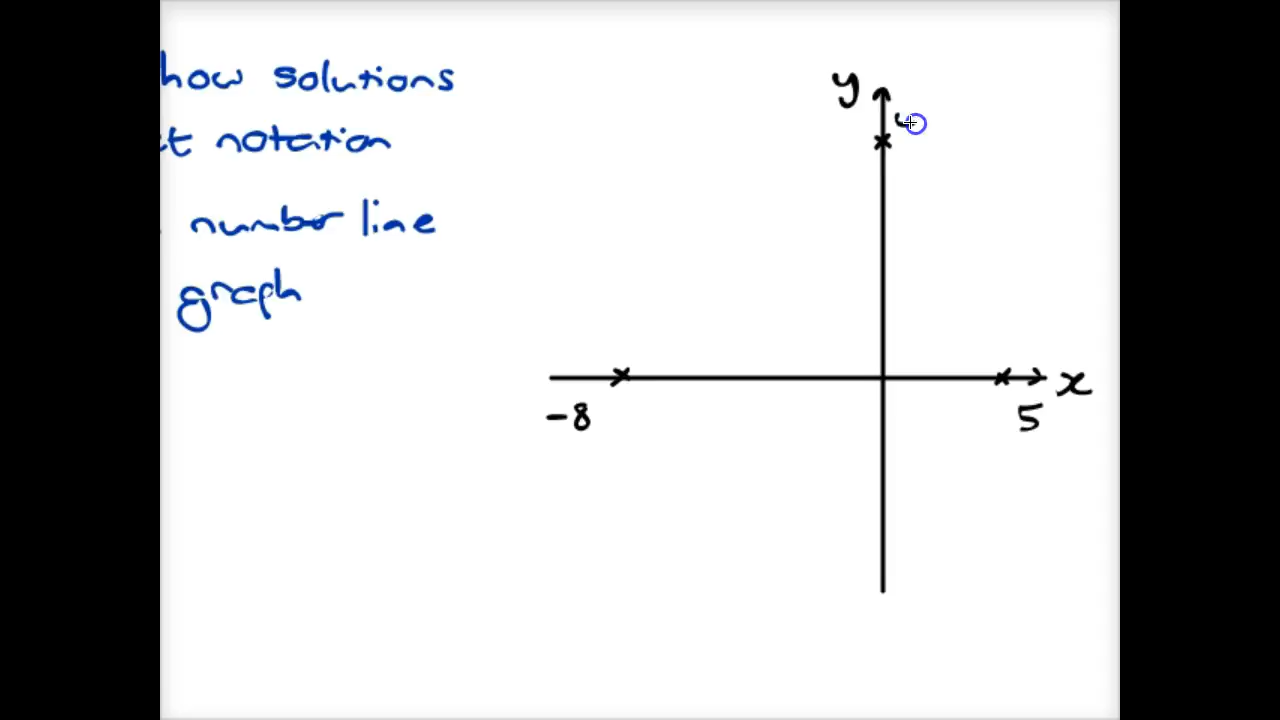 how solutions
t notation
number line
graph
y
x
-8
5